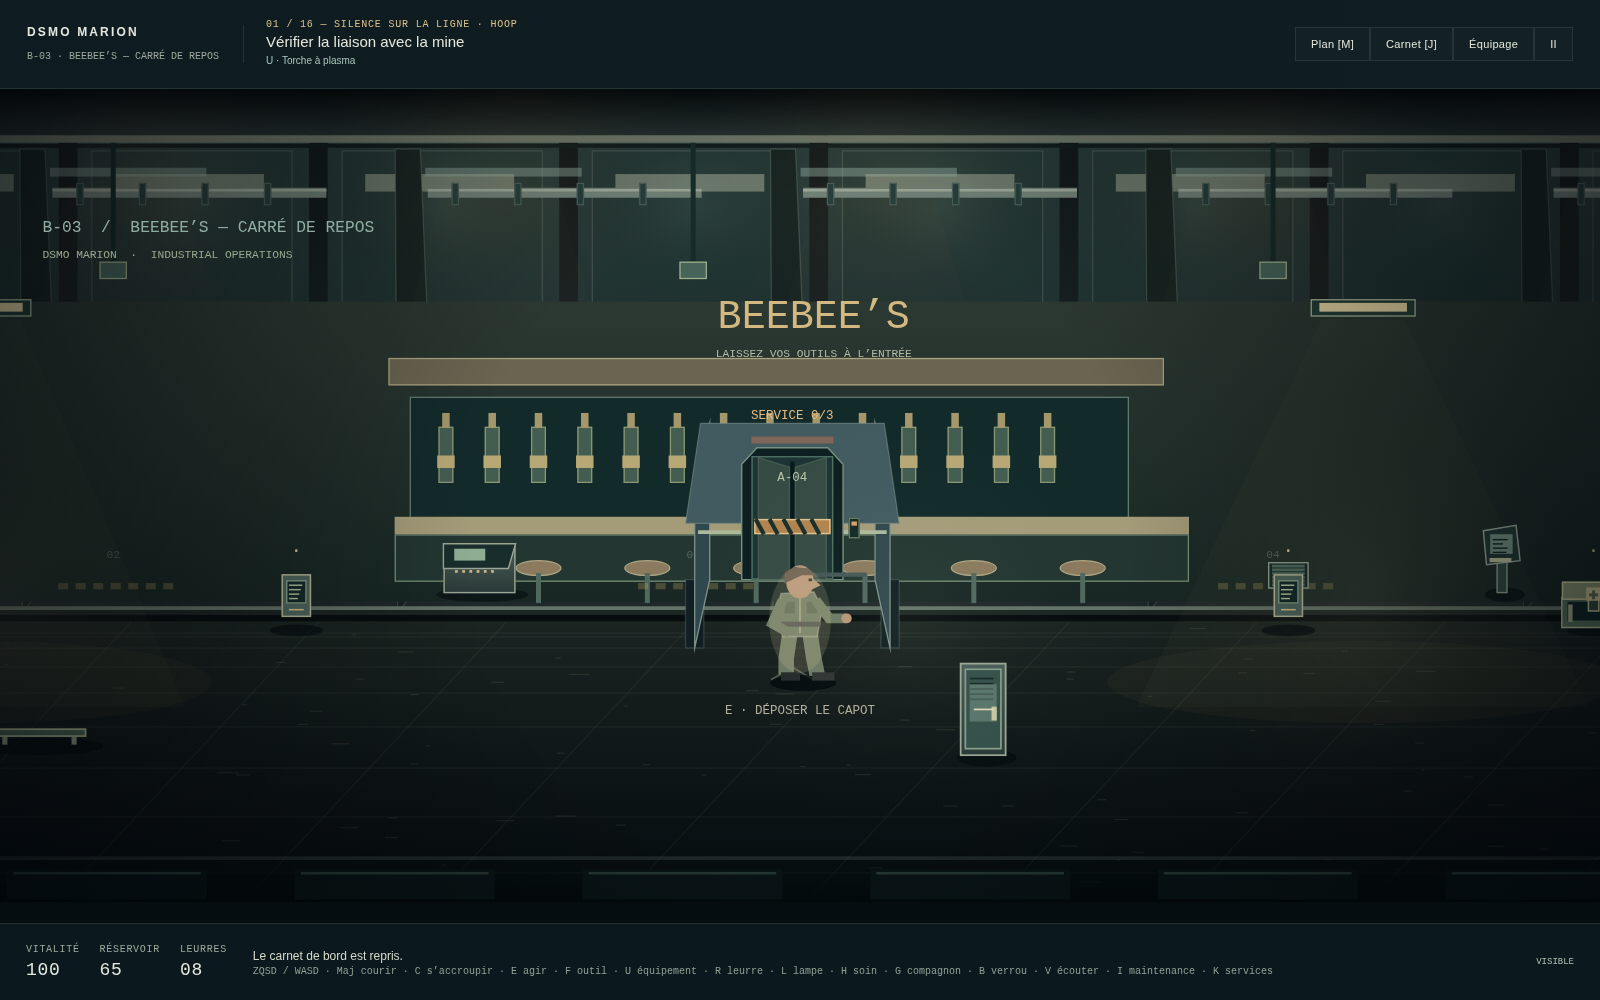 DSMO MARION
B-03 · BEEBEE’S — CARRÉ DE REPOS
01 / 16 — SILENCE SUR LA LIGNE · HOOP
Vérifier la liaison avec la mine
U · Torche à plasma
Plan [M]
Carnet [J]
Équipage
II
B-03 / BEEBEE’S — CARRÉ DE REPOS
DSMO MARION · INDUSTRIAL OPERATIONS
BEEBEE’S
LAISSEZ VOS OUTILS À L’ENTRÉE
SERVICE 0/3
A-04
02
04
E · DÉPOSER LE CAPOT
VITALITÉ
100
RÉSERVOIR
65
LEURRES
08
Le carnet de bord est repris.
ZQSD / WASD · Maj courir · C s’accroupir · E agir · F outil · U équipement · R leurre · L lampe · H soin · G compagnon · B verrou · V écouter · I maintenance · K services
VISIBLE